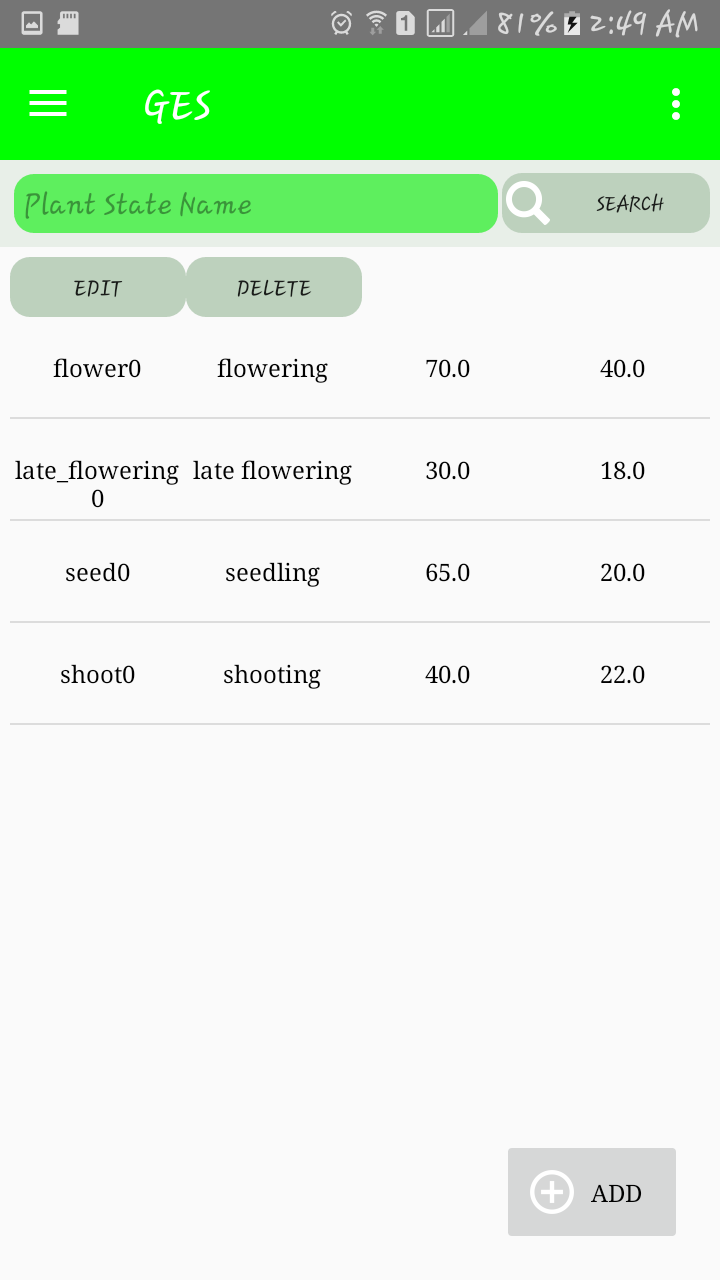 1 81% 2:49 AM
GES
Plant State Name SEARCH
EDIT DELETE
flower0 flowering 70.0 40.0
late_flowering late flowering 30.0 18.0
0
seed0 seedling 65.0 20.0
shoot0 shooting 40.0 22.0
ADD